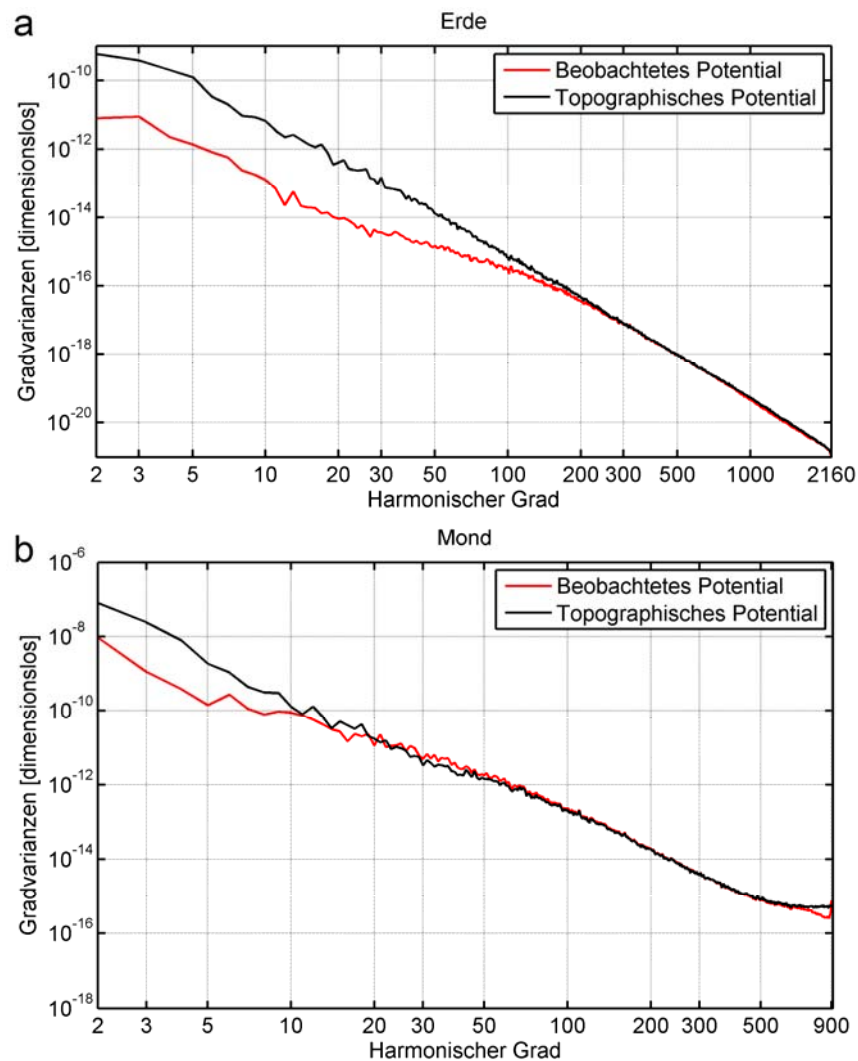 a
Erde
Beobachtetes Potential
Topographisches Potential
Gradvarianzen [dimensionslos]
10^-10
10^-12
10^-14
10^-16
10^-18
10^-20
2 3 5 10 20 30 50 100 200 300 500 1000 2160
Harmonischer Grad
b
Mond
Beobachtetes Potential
Topographisches Potential
Gradvarianzen [dimensionslos]
10^-6
10^-8
10^-10
10^-12
10^-14
10^-16
10^-18
2 3 5 10 20 30 50 100 200 300 500 900
Harmonischer Grad